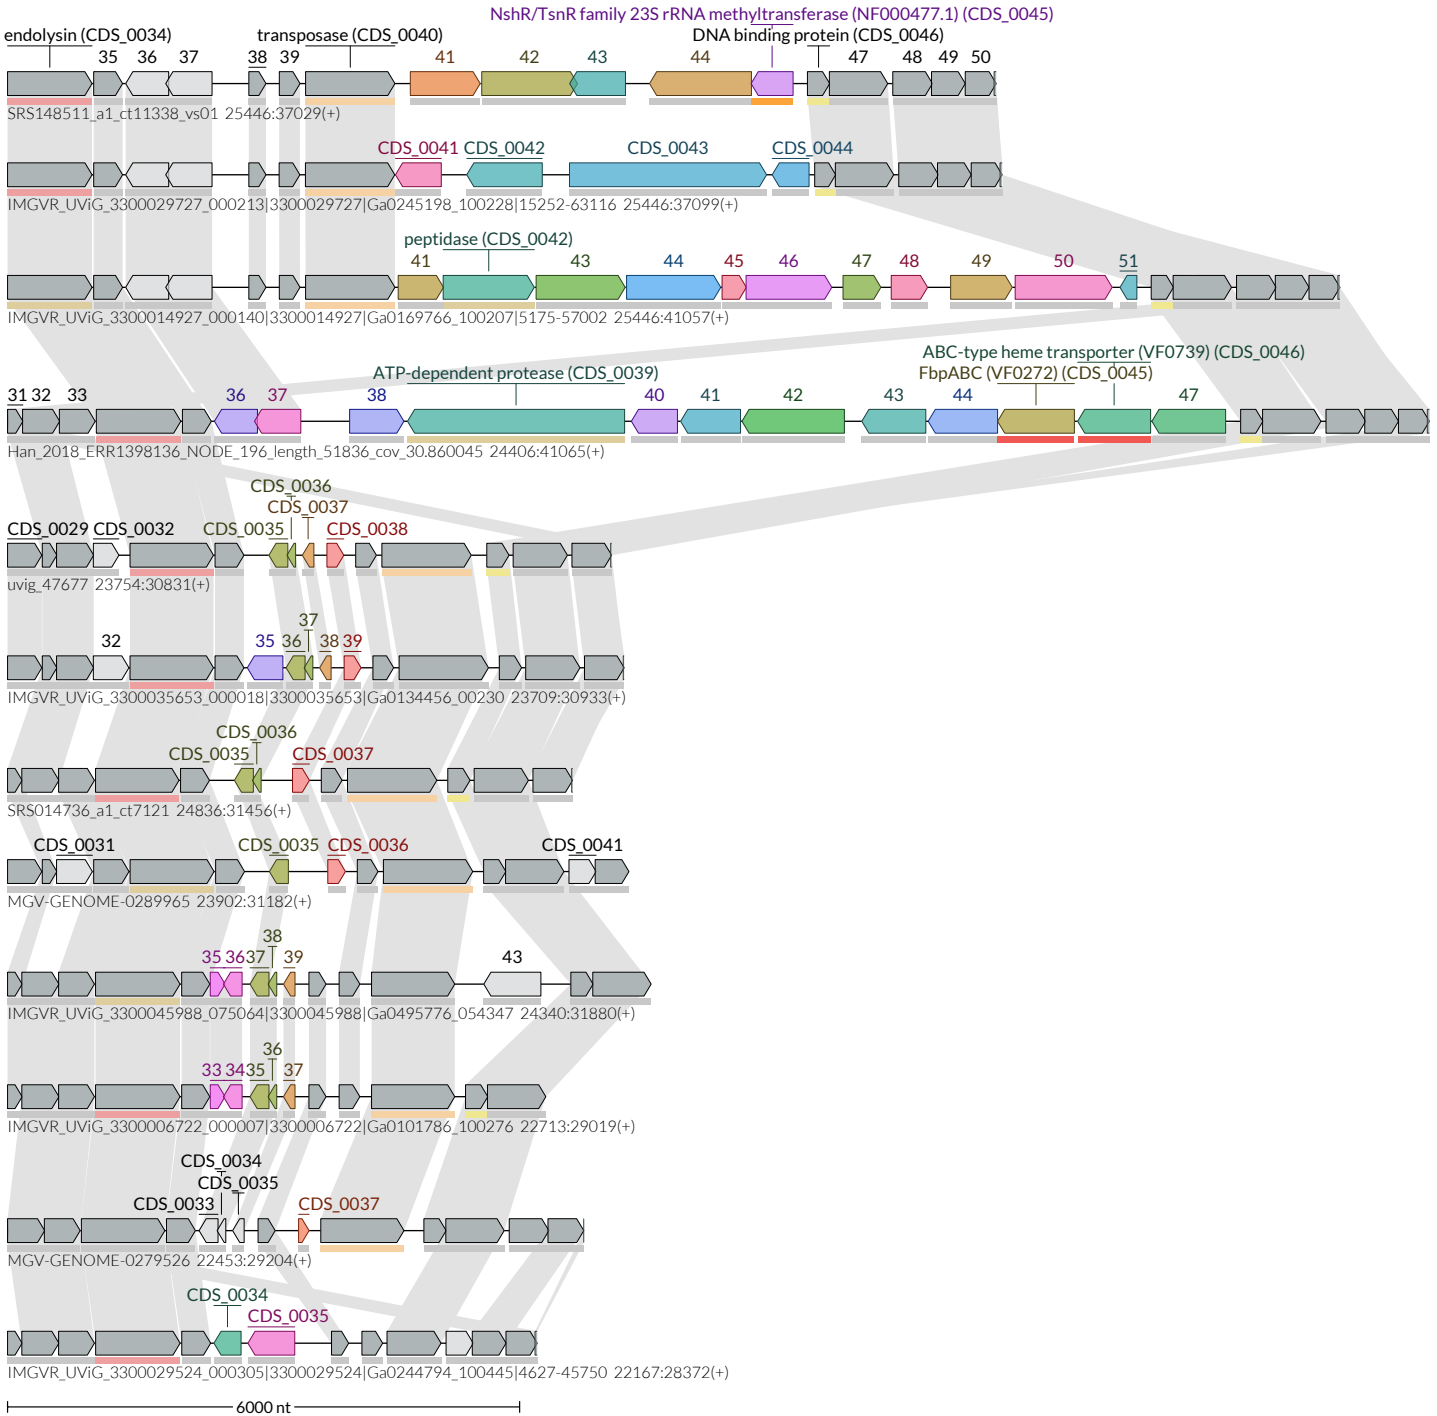 NshR/TsnR family 23S rRNA methyltransferase (NF000477.1) (CDS_0045)
endolysin (CDS_0034) transposase (CDS_0040) DNA binding protein (CDS_0046)
35 36 37 38 39 41 42 43 44 47 48 49 50
SRS148511_a1_ct11338_vs01 25446:37029(+)
CDS_0041 CDS_0042 CDS_0043 CDS_0044
IMGVR_UViG_3300029727_000213|3300029727|Ga0245198_100228|15252-63116 25446:37099(+)
peptidase (CDS_0042)
41 43 44 45 46 47 48 49 50 51
IMGVR_UViG_3300014927_000140|3300014927|Ga0169766_100207|5175-57002 25446:41057(+)
ABC-type heme transporter (VF0739) (CDS_0046)
ATP-dependent protease (CDS_0039) FbpABC (VF0272) (CDS_0045)
31 32 33 36 37 38 40 41 42 43 44 47
Han_2018_ERR1398136_NODE_196_length_51836_cov_30.860045 24406:41065(+)
CDS_0036
CDS_0037
CDS_0029 CDS_0032 CDS_0035 CDS_0038
uvig_47677 23754:30831(+)
37
32 35 36 38 39
IMGVR_UViG_3300035653_000018|3300035653|Ga0134456_00230 23709:30933(+)
CDS_0036
CDS_0035 CDS_0037
SRS014736_a1_ct7121 24836:31456(+)
CDS_0031 CDS_0035 CDS_0036 CDS_0041
MGV-GENOME-0289965 23902:31182(+)
38
35 36 37 39 43
IMGVR_UViG_3300045988_075064|3300045988|Ga0495776_054347 24340:31880(+)
36
33 34 35 37
IMGVR_UViG_3300006722_000007|3300006722|Ga0101786_100276 22713:29019(+)
CDS_0034
CDS_0035
CDS_0033 CDS_0037
MGV-GENOME-0279526 22453:29204(+)
CDS_0034
CDS_0035
IMGVR_UViG_3300029524_000305|3300029524|Ga0244794_100445|4627-45750 22167:28372(+)
6000 nt